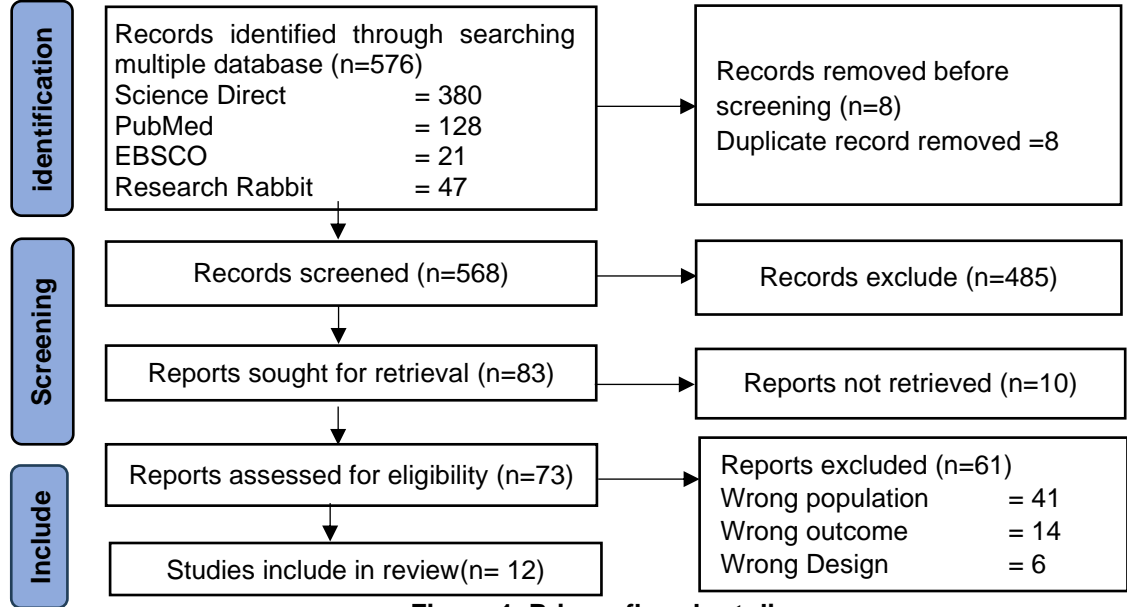 identification
Records identified through searching
multiple database (n=576)
Science Direct = 380
PubMed = 128
EBSCO = 21
Research Rabbit = 47
Records removed before
screening (n=8)
Duplicate record removed =8
Screening
Records screened (n=568)
Records exclude (n=485)
Reports sought for retrieval (n=83)
Reports not retrieved (n=10)
Include
Reports assessed for eligibility (n=73)
Reports excluded (n=61)
Wrong population = 41
Wrong outcome = 14
Wrong Design = 6
Studies include in review(n= 12)